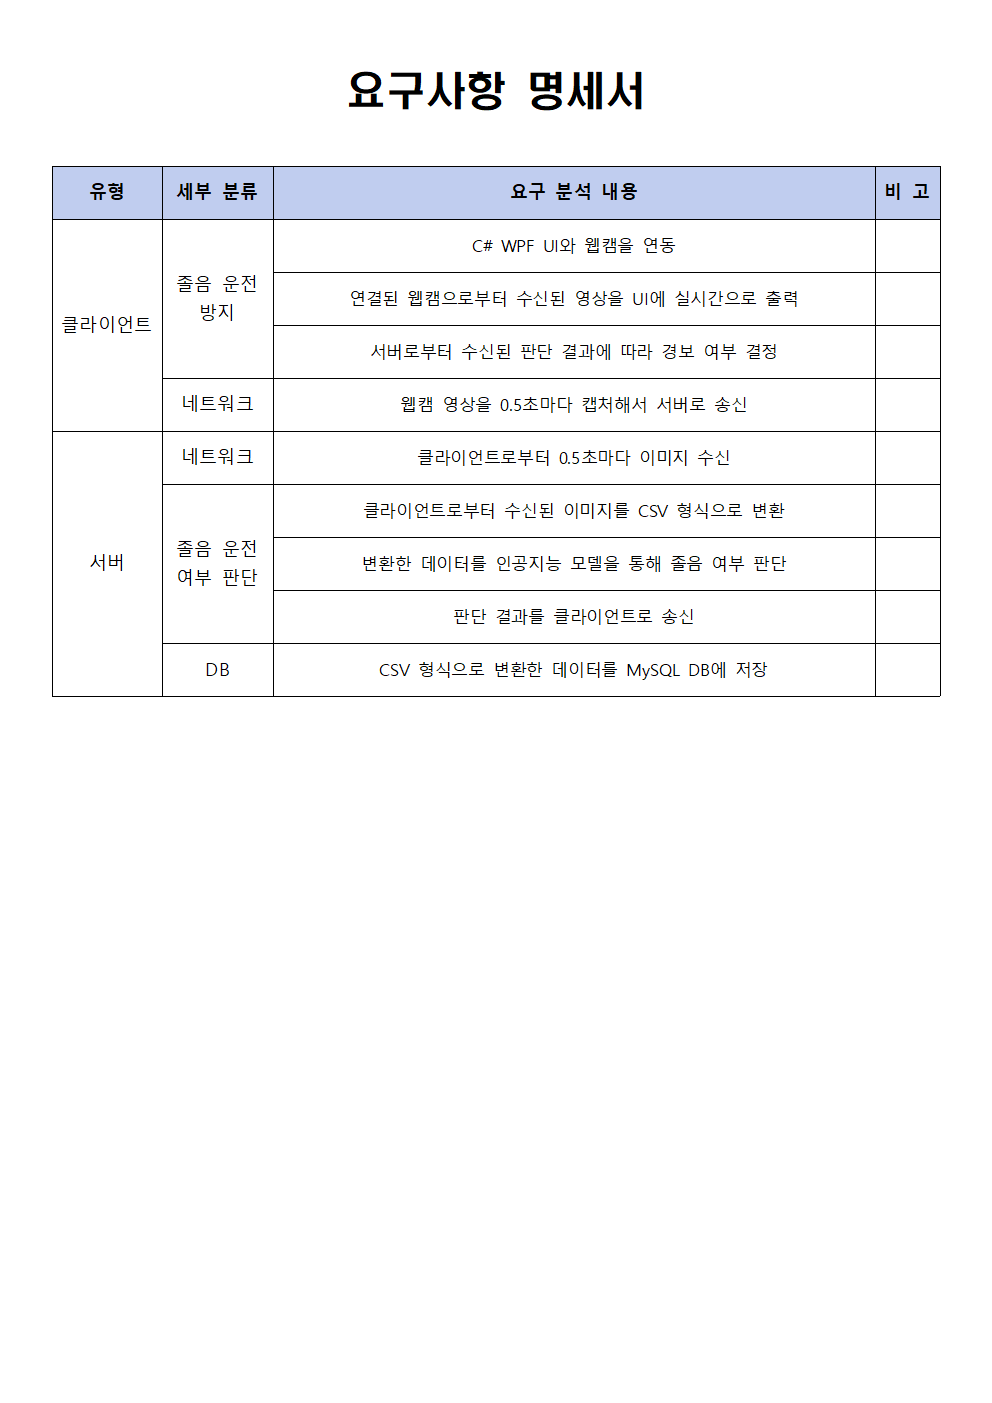 요구사항 명세서
유형 세부 분류 요구 분석 내용 비 고
클라이언트
졸음 운전
방지
C# WPF UI와 웹캠을 연동
연결된 웹캠으로부터 수신된 영상을 UI에 실시간으로 출력
서버로부터 수신된 판단 결과에 따라 경보 여부 결정
네트워크 웹캠 영상을 0.5초마다 캡처해서 서버로 송신
서버
네트워크 클라이언트로부터 0.5초마다 이미지 수신
졸음 운전
여부 판단
클라이언트로부터 수신된 이미지를 CSV 형식으로 변환
변환한 데이터를 인공지능 모델을 통해 졸음 여부 판단
판단 결과를 클라이언트로 송신
DB CSV 형식으로 변환한 데이터를 MySQL DB에 저장